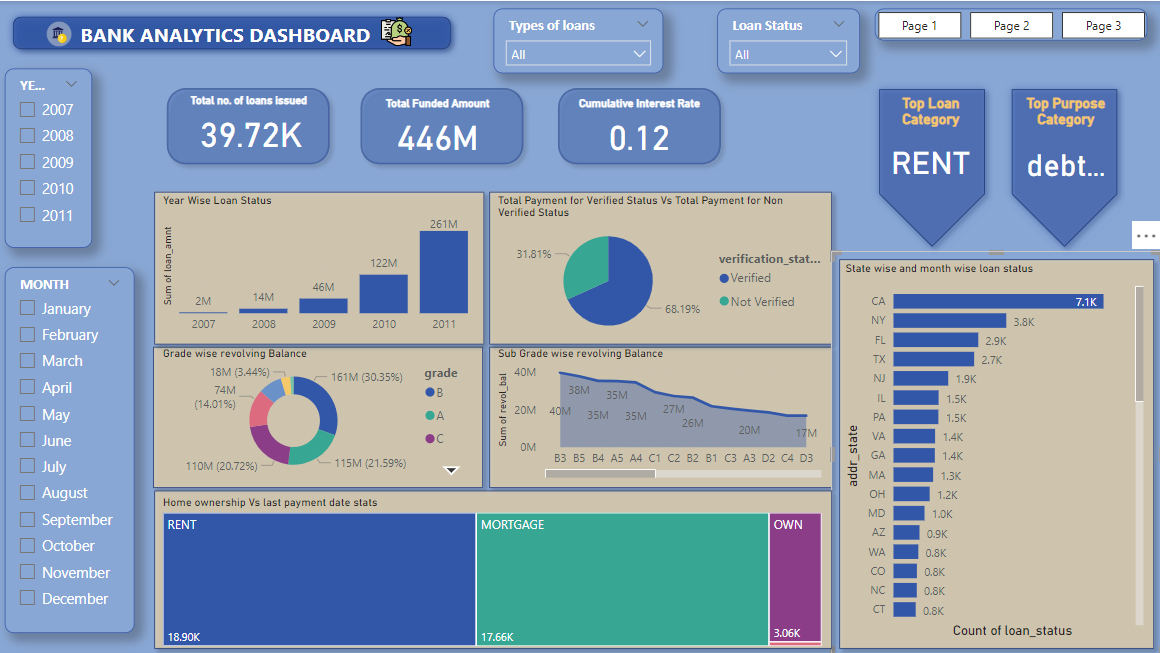 BANK ANALYTICS DASHBOARD
Types of loans
All
Loan Status
All
Page 1
Page 2
Page 3
YE...
2007
2008
2009
2010
2011
Total no. of loans issued
39.72K
Total Funded Amount
446M
Cumulative Interest Rate
0.12
Top Loan
Category
RENT
Top Purpose
Category
debt...
MONTH
January
February
March
April
May
June
July
August
September
October
November
December
Year Wise Loan Status
Sum of loan_amnt
2M
14M
46M
122M
261M
2007
2008
2009
2010
2011
Total Payment for Verified Status Vs Total Payment for Non
Verified Status
31.81%
68.19%
verification_stat...
Verified
Not Verified
Grade wise revolving Balance
18M (3.44%)
74M
(14.01%)
110M (20.72%)
161M (30.35%)
115M (21.59%)
grade
B
A
C
Sub Grade wise revolving Balance
Sum of revol_bal
40M
20M
0M
40M
38M
35M
35M
35M
27M
26M
20M
17M
B3 B5 B4 A5 A4 C1 C2 B2 B1 C3 A3 D2 C4 D3
Home ownership Vs last payment date stats
RENT
18.90K
MORTGAGE
17.66K
OWN
3.06K
State wise and month wise loan status
addr_state
CA 7.1K
NY 3.8K
FL 2.9K
TX 2.7K
NJ 1.9K
IL 1.5K
PA 1.5K
VA 1.4K
GA 1.4K
MA 1.3K
OH 1.2K
MD 1.0K
AZ 0.9K
WA 0.8K
CO 0.8K
NC 0.8K
CT 0.8K
Count of loan_status